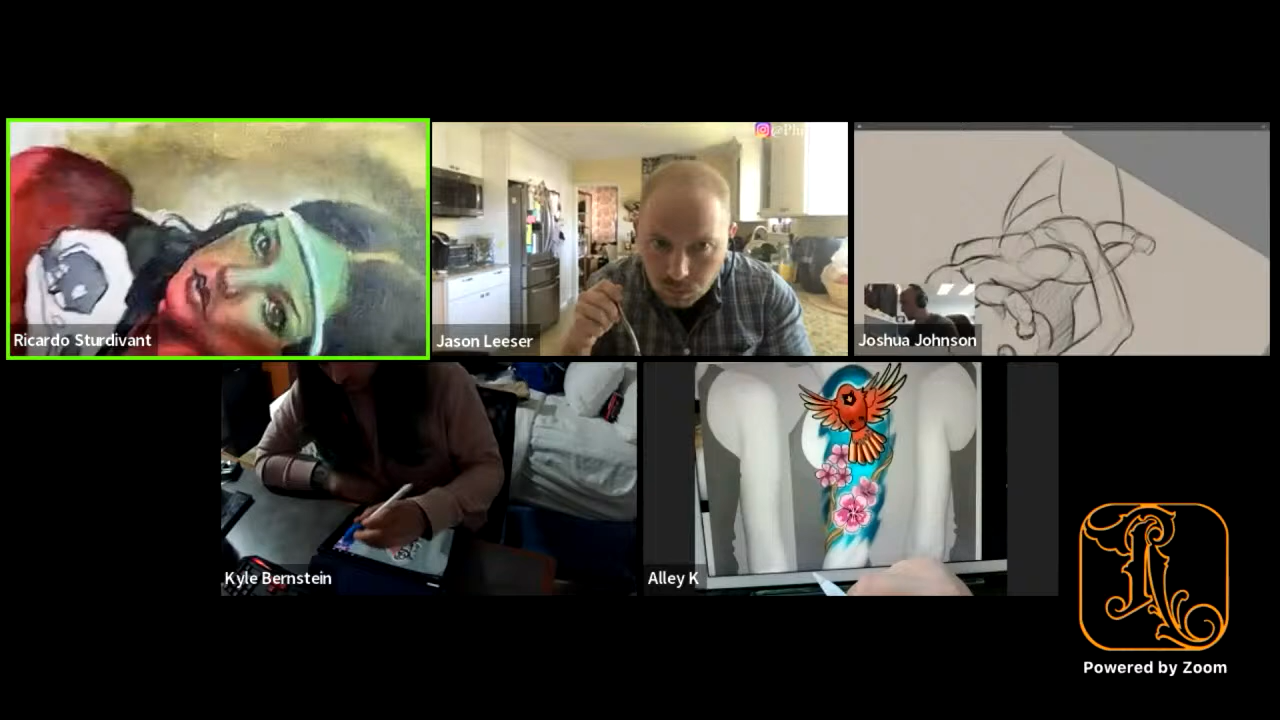 Ricardo Sturdivant
Jason Leeser
Joshua Johnson
Kyle Bernstein
Alley K
Powered by Zoom